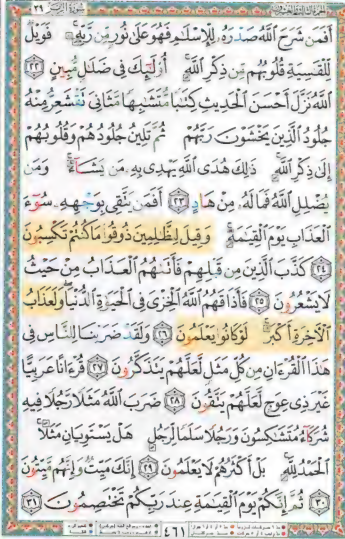 ٣٩ سورة الزمر
أَفَمَن شَرَحَ ٱللَّهُ صَدْرَهُۥ لِلْإِسْلَٰمِ فَهُوَ عَلَىٰ نُورٍ مِّن رَّبِّهِۦ فَوَيْلٌ
لِّلْقَٰسِيَةِ قُلُوبُهُم مِّن ذِكْرِ ٱللَّهِ أُو۟لَٰٓئِكَ فِى ضَلَٰلٍ مُّبِينٍ ٢٢
ٱللَّهُ نَزَّلَ أَحْسَنَ ٱلْحَدِيثِ كِتَٰبًا مُّتَشَٰبِهًا مَّثَانِىَ تَقْشَعِرُّ مِنْهُ
جُلُودُ ٱلَّذِينَ يَخْشَوْنَ رَبَّهُمْ ثُمَّ تَلِينُ جُلُودُهُمْ وَقُلُوبُهُمْ
إِلَىٰ ذِكْرِ ٱللَّهِ ذَٰلِكَ هُدَى ٱللَّهِ يَهْدِى بِهِۦ مَن يَشَآءُ وَمَن
يُضْلِلِ ٱللَّهُ فَمَا لَهُۥ مِنْ هَادٍ ٢٣ أَفَمَن يَتَّقِى بِوَجْهِهِۦ سُوٓءَ
ٱلْعَذَابِ يَوْمَ ٱلْقِيَٰمَةِ وَقِيلَ لِلظَّٰلِمِينَ ذُوقُوا۟ مَا كُنتُمْ تَكْسِبُونَ
٢٤ كَذَّبَ ٱلَّذِينَ مِن قَبْلِهِمْ فَأَتَىٰهُمُ ٱلْعَذَابُ مِنْ حَيْثُ
لَا يَشْعُرُونَ ٢٥ فَأَذَاقَهُمُ ٱللَّهُ ٱلْخِزْىَ فِى ٱلْحَيَوٰةِ ٱلدُّنْيَا وَلَعَذَابُ
ٱلْءَاخِرَةِ أَكْبَرُ لَوْ كَانُوا۟ يَعْلَمُونَ ٢٦ وَلَقَدْ ضَرَبْنَا لِلنَّاسِ فِى
هَٰذَا ٱلْقُرْءَانِ مِن كُلِّ مَثَلٍ لَّعَلَّهُمْ يَتَذَكَّرُونَ ٢٧ قُرْءَانًا عَرَبِيًّا
غَيْرَ ذِى عِوَجٍ لَّعَلَّهُمْ يَتَّقُونَ ٢٨ ضَرَبَ ٱللَّهُ مَثَلًا رَّجُلًا فِيهِ
شُرَكَآءُ مُتَشَٰكِسُونَ وَرَجُلًا سَلَمًا لِّرَجُلٍ هَلْ يَسْتَوِيَانِ مَثَلًا
ٱلْحَمْدُ لِلَّهِ بَلْ أَكْثَرُهُمْ لَا يَعْلَمُونَ ٢٩ إِنَّكَ مَيِّتٌ وَإِنَّهُم مَّيِّتُونَ
٣٠ ثُمَّ إِنَّكُمْ يَوْمَ ٱلْقِيَٰمَةِ عِندَ رَبِّكُمْ تَخْتَصِمُونَ ٣١
٤٦١